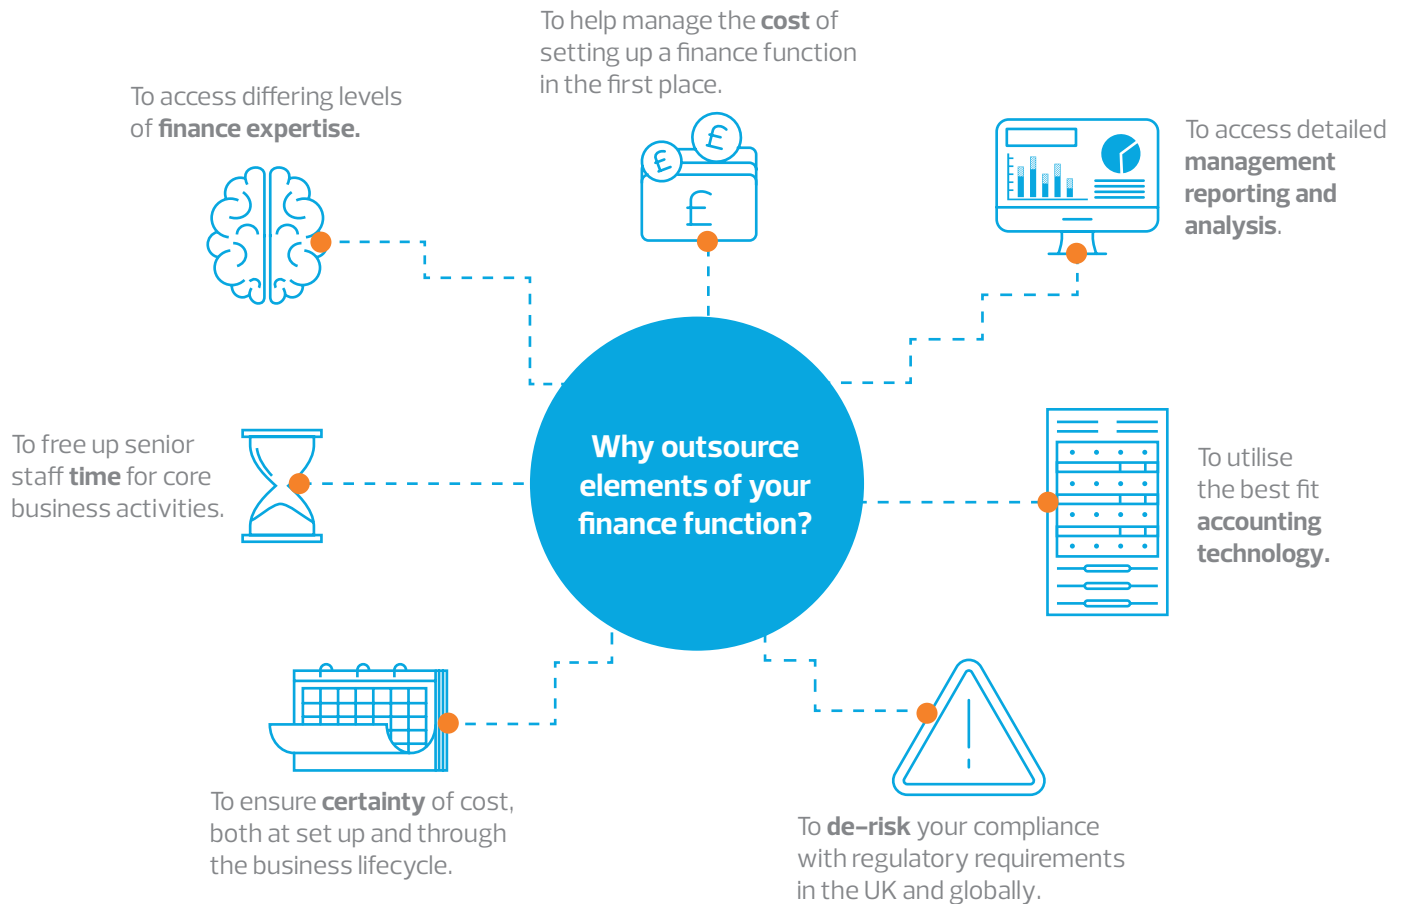 To help manage the cost of
setting up a finance function
in the first place.
To access differing levels
of finance expertise.
£
£
£
To access detailed
management
reporting and
analysis.
Why outsource
elements of your
finance function?
To free up senior
staff time for core
business activities.
To utilise
the best fit
accounting
technology.
To ensure certainty of cost,
both at set up and through
the business lifecycle.
To de-risk your compliance
with regulatory requirements
in the UK and globally.